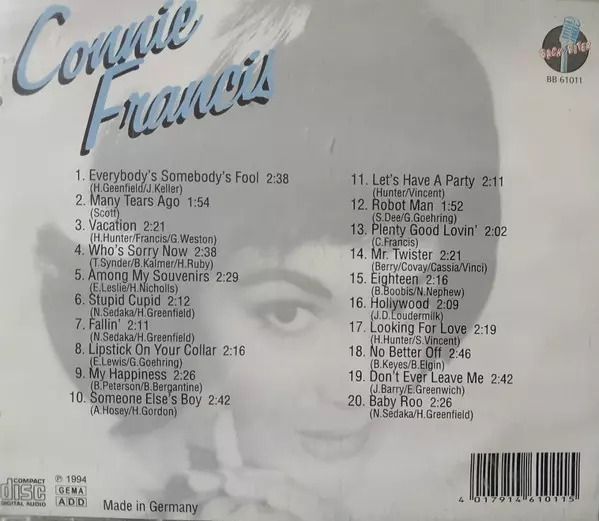 Connie
Francis
BACK BITER
BB 61011
1. Everybody's Somebody's Fool 2:38
(H.Geenfield/J.Keller)
2. Many Tears Ago 1:54
(Scott)
3. Vacation 2:21
(H.Hunter/Francis/G.Weston)
4. Who's Sorry Now 2:38
(T.Synder/B.Kalmer/H.Ruby)
5. Among My Souvenirs 2:29
(E.Leslie/H.Nicholls)
6. Stupid Cupid 2:12
(N.Sedaka/H.Greenfield)
7. Fallin' 2:11
(N.Sedaka/H.Greenfield)
8. Lipstick On Your Collar 2:16
(E.Lewis/G.Goehring)
9. My Happiness 2:26
(B.Peterson/B.Bergantine)
10. Someone Else's Boy 2:42
(A.Hosey/H.Gordon)
11. Let's Have A Party 2:11
(Hunter/Vincent)
12. Robot Man 1:52
(S.Dee/G.Goehring)
13. Plenty Good Lovin' 2:02
(C.Francis)
14. Mr. Twister 2:21
(Berry/Covay/Cassia/Vinci)
15. Eighteen 2:16
(B.Boobis/N.Nephew)
16. Hollywood 2:09
(J.D.Loudermilk)
17. Looking For Love 2:19
(H.Hunter/S.Vincent)
18. No Better Off 2:46
(B.Keyes/B.Elgin)
19. Don't Ever Leave Me 2:42
(J.Barry/E.Greenwich)
20. Baby Roo 2:26
(N.Sedaka/H.Greenfield)
COMPACT
disc
DIGITAL AUDIO
℗ 1994
GEMA
ADD
Made in Germany
4 017914 610115